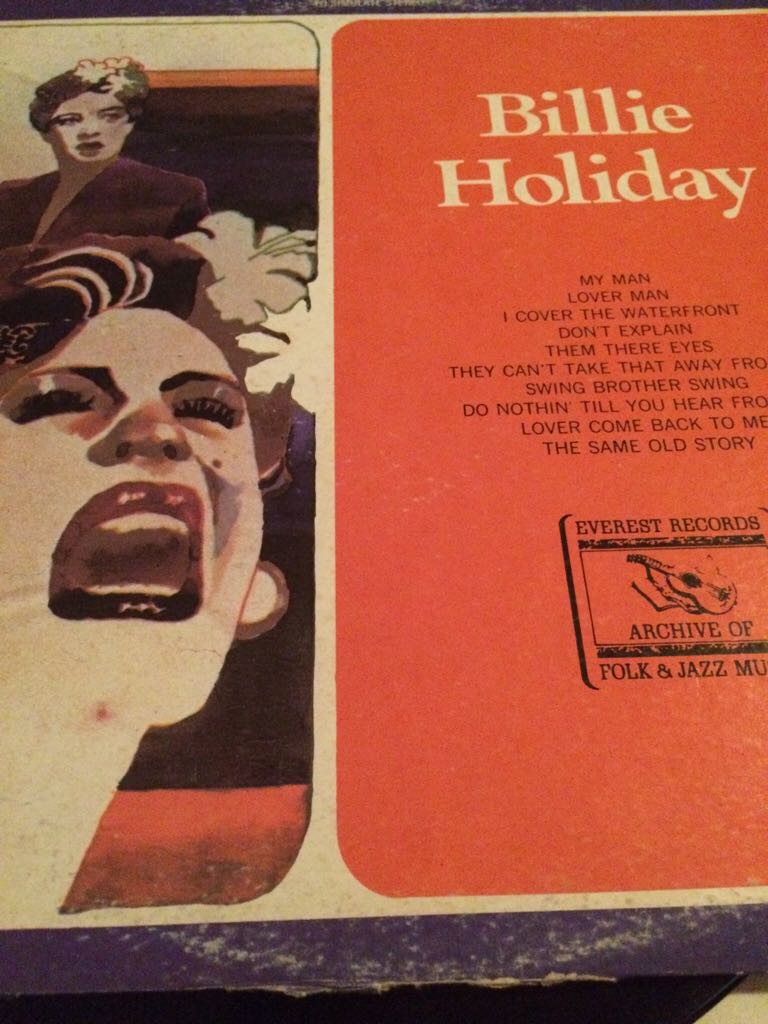 Billie
Holiday
MY MAN
LOVER MAN
I COVER THE WATERFRONT
DON'T EXPLAIN
THEM THERE EYES
THEY CAN'T TAKE THAT AWAY FRO
SWING BROTHER SWING
DO NOTHIN' TILL YOU HEAR FRO
LOVER COME BACK TO ME
THE SAME OLD STORY
EVEREST RECORDS
ARCHIVE OF
FOLK & JAZZ MU